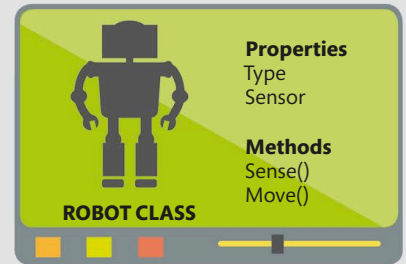 Properties
Type
Sensor
Methods
Sense()
Move()
ROBOT CLASS